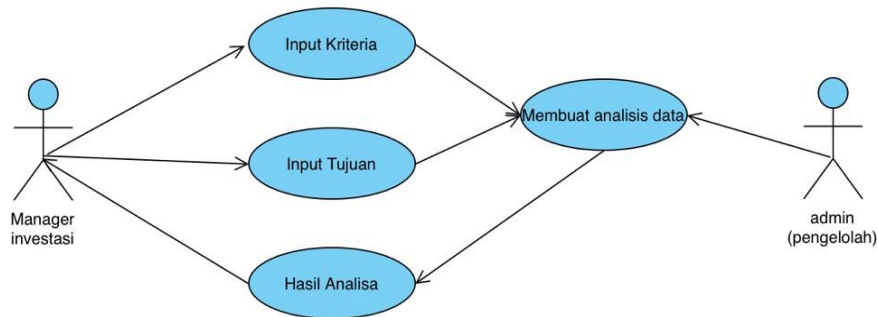 Input Kriteria
Membuat analisis data
Input Tujuan
Manager
investasi
admin
(pengelolah)
Hasil Analisa